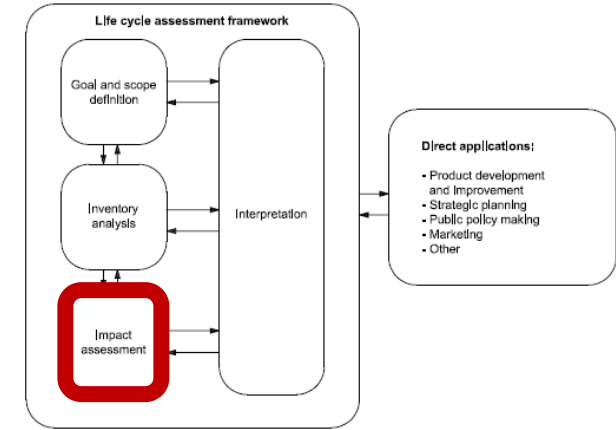 Life cycle assessment framework
Goal and scope
definition
Inventory
analysis
Impact
assessment
Interpretation
Direct applications:
- Product development
and improvement
- Strategic planning
- Public policy making
- Marketing
- Other